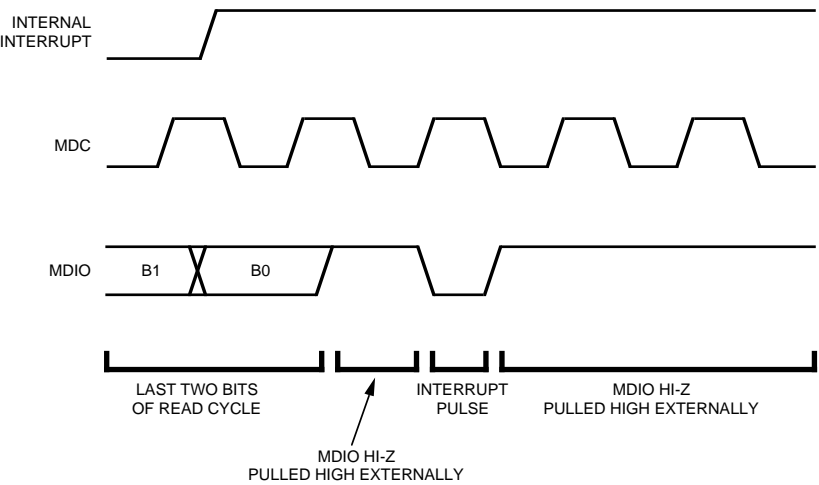 INTERNAL
INTERRUPT
MDC
MDIO
B1
B0
LAST TWO BITS
OF READ CYCLE
INTERRUPT
PULSE
MDIO HI-Z
PULLED HIGH EXTERNALLY
MDIO HI-Z
PULLED HIGH EXTERNALLY